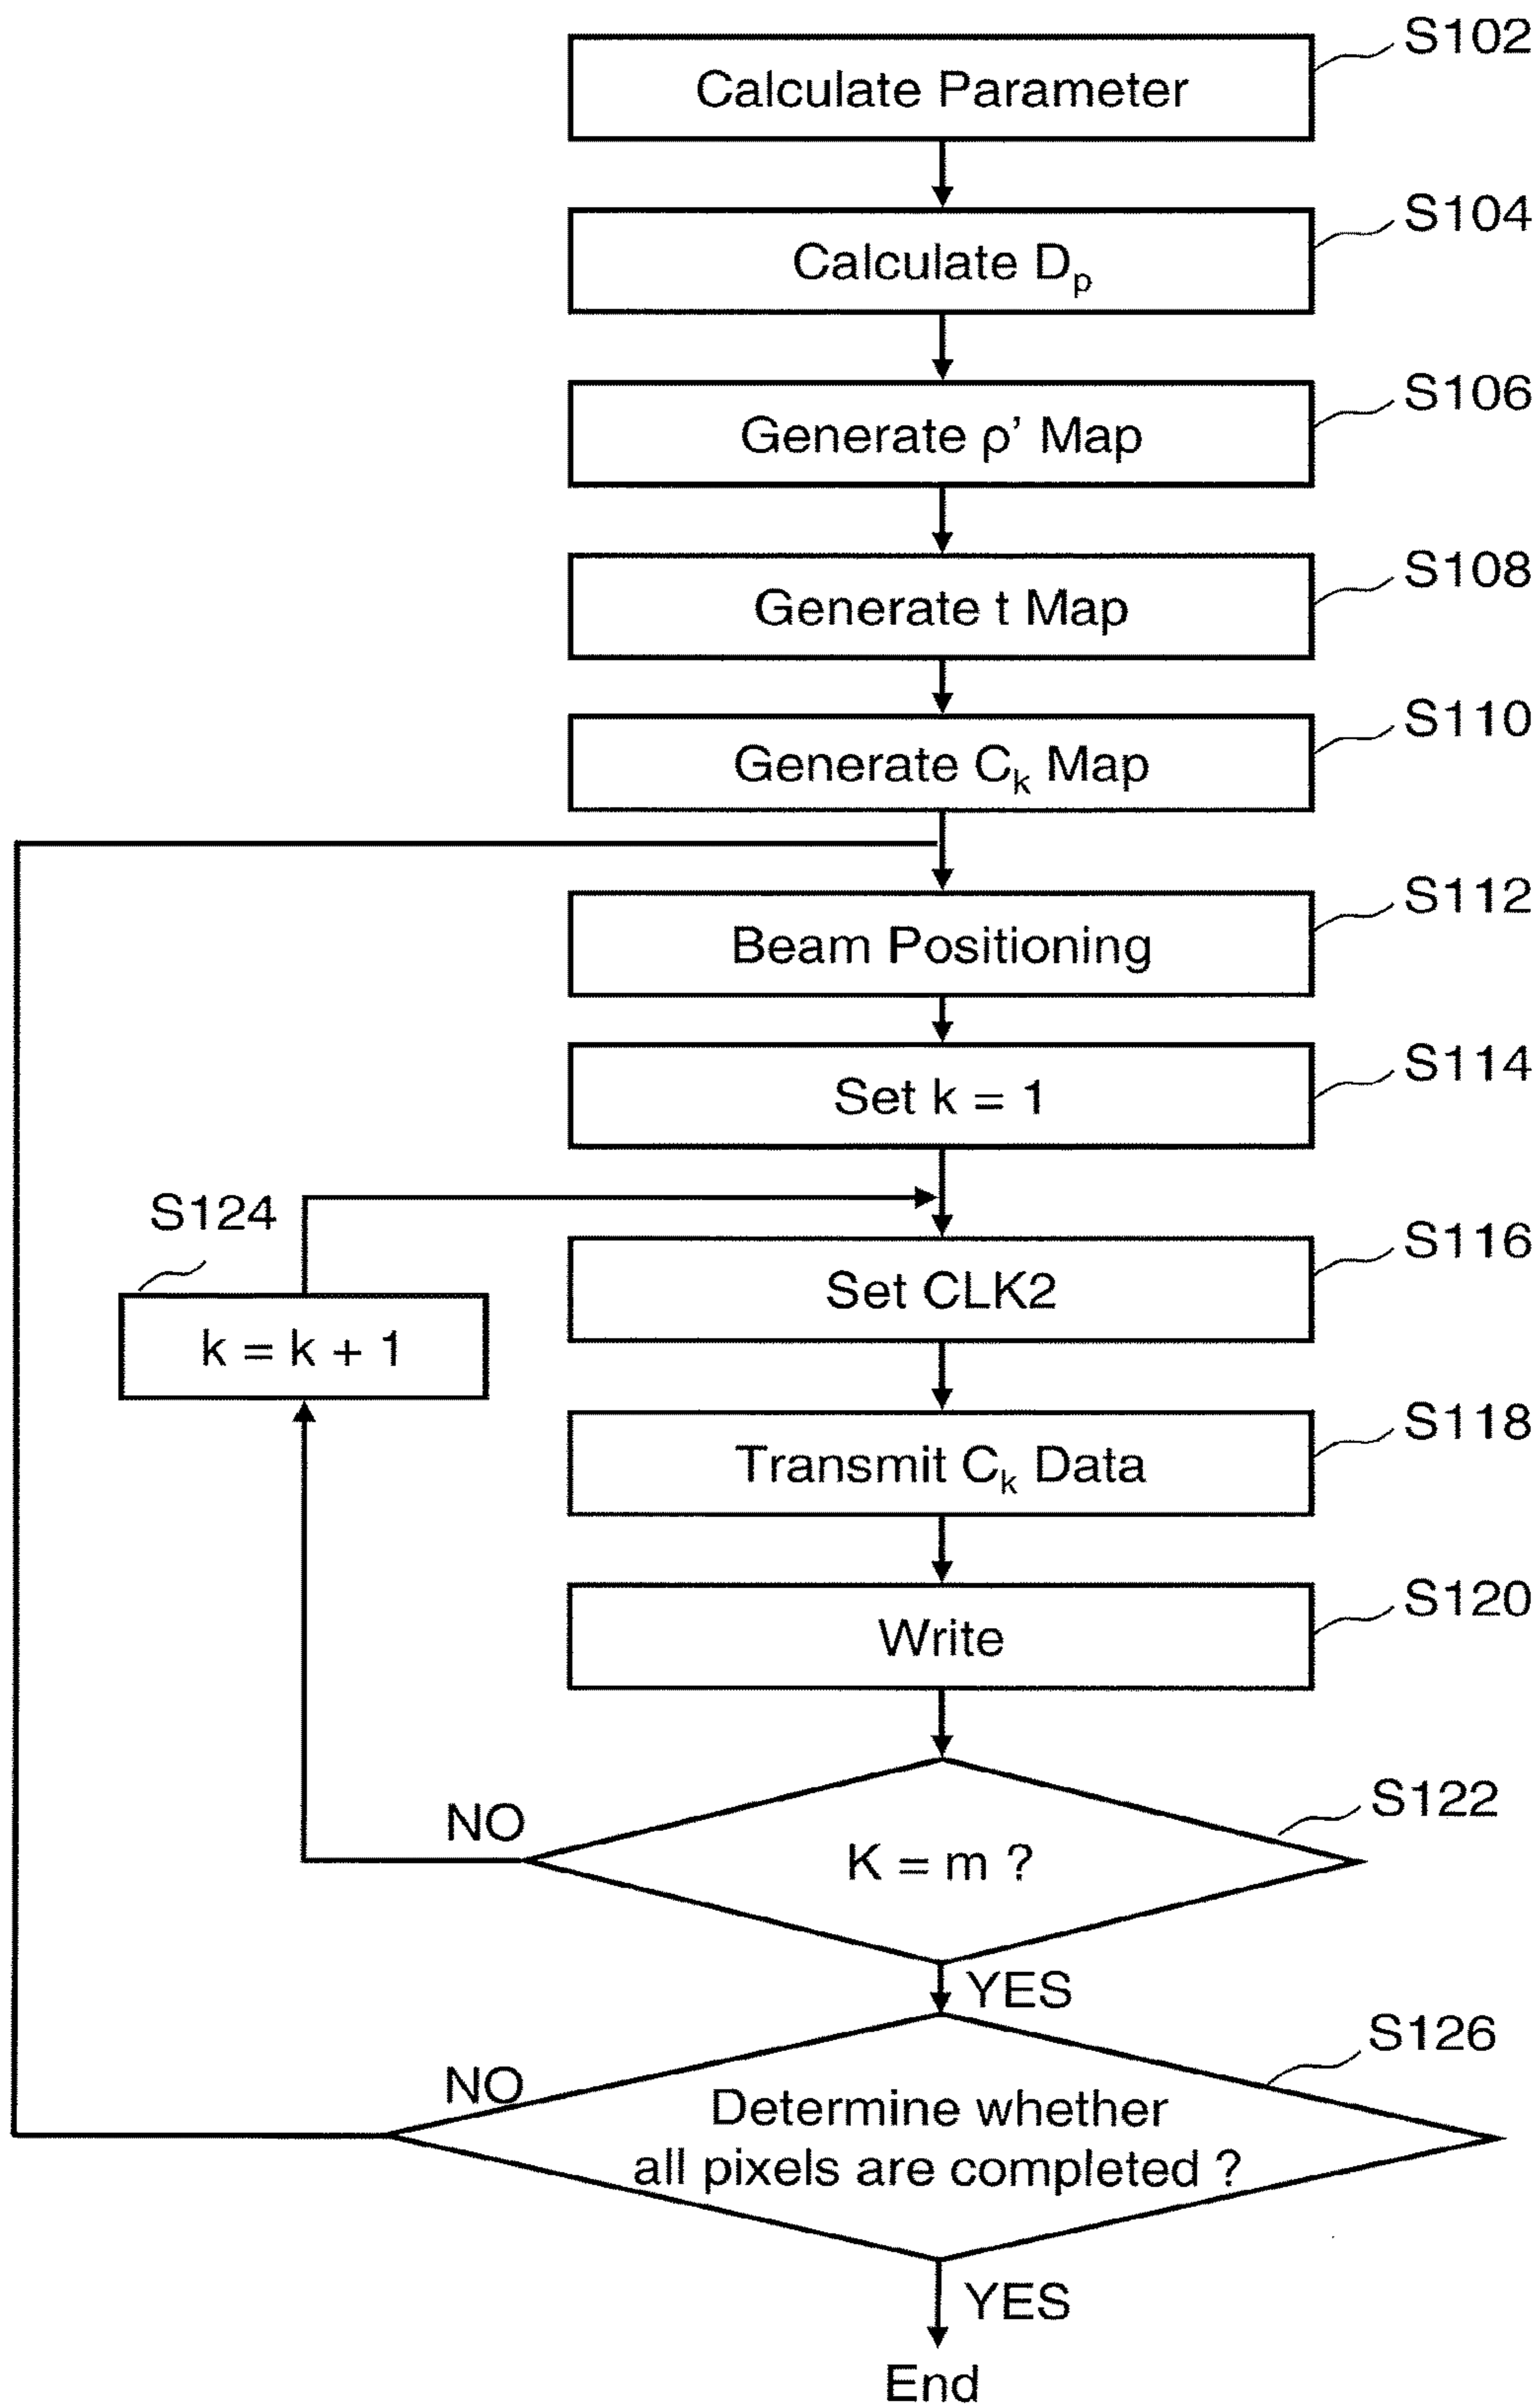 S102
Calculate Parameter
S104
Calculate Dp
S106
Generate ρ’ Map
S108
Generate t Map
S110
Generate Ck Map
S112
Beam Positioning
S114
Set k = 1
S124
k = k + 1
S116
Set CLK2
S118
Transmit Ck Data
S120
Write
S122
NO
K = m ?
YES
S126
NO
Determine whether
all pixels are completed ?
YES
End